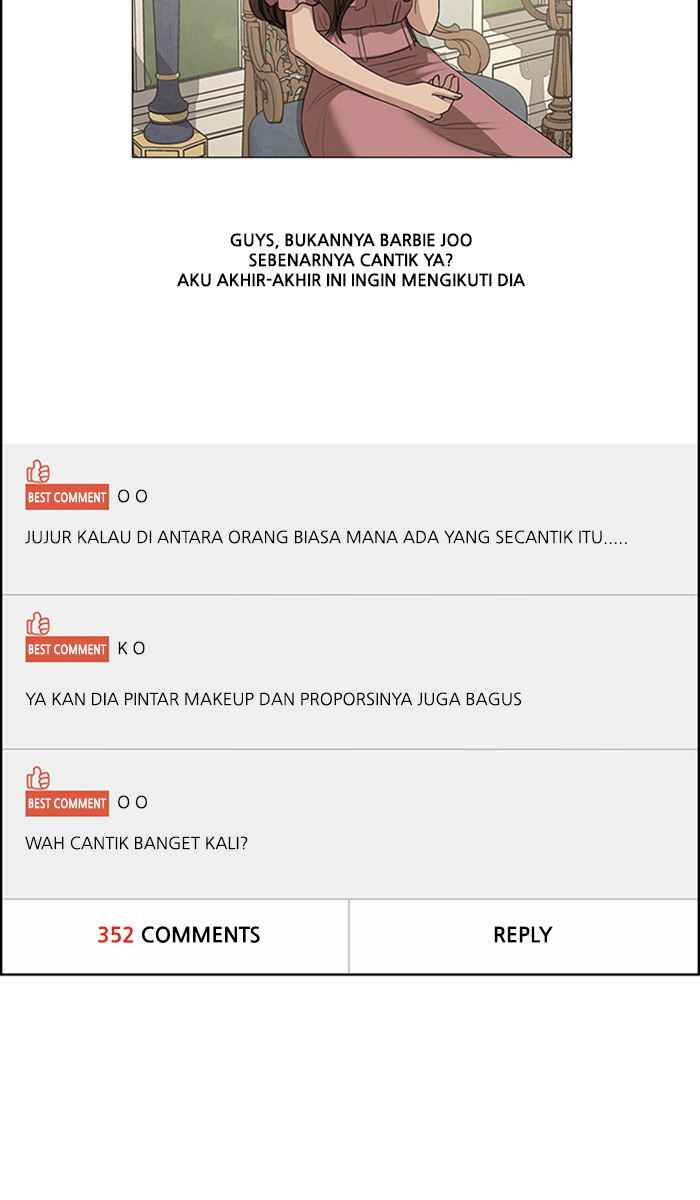 GUYS, BUKANNYA BARBIE JOO
SEBENARNYA CANTIK YA?
AKU AKHIR-AKHIR INI INGIN MENGIKUTI DIA
BEST COMMENT O O
JUJUR KALAU DI ANTARA ORANG BIASA MANA ADA YANG SECANTIK ITU.....
BEST COMMENT K O
YA KAN DIA PINTAR MAKEUP DAN PROPORSINYA JUGA BAGUS
BEST COMMENT O O
WAH CANTIK BANGET KALI?
352 COMMENTS
REPLY